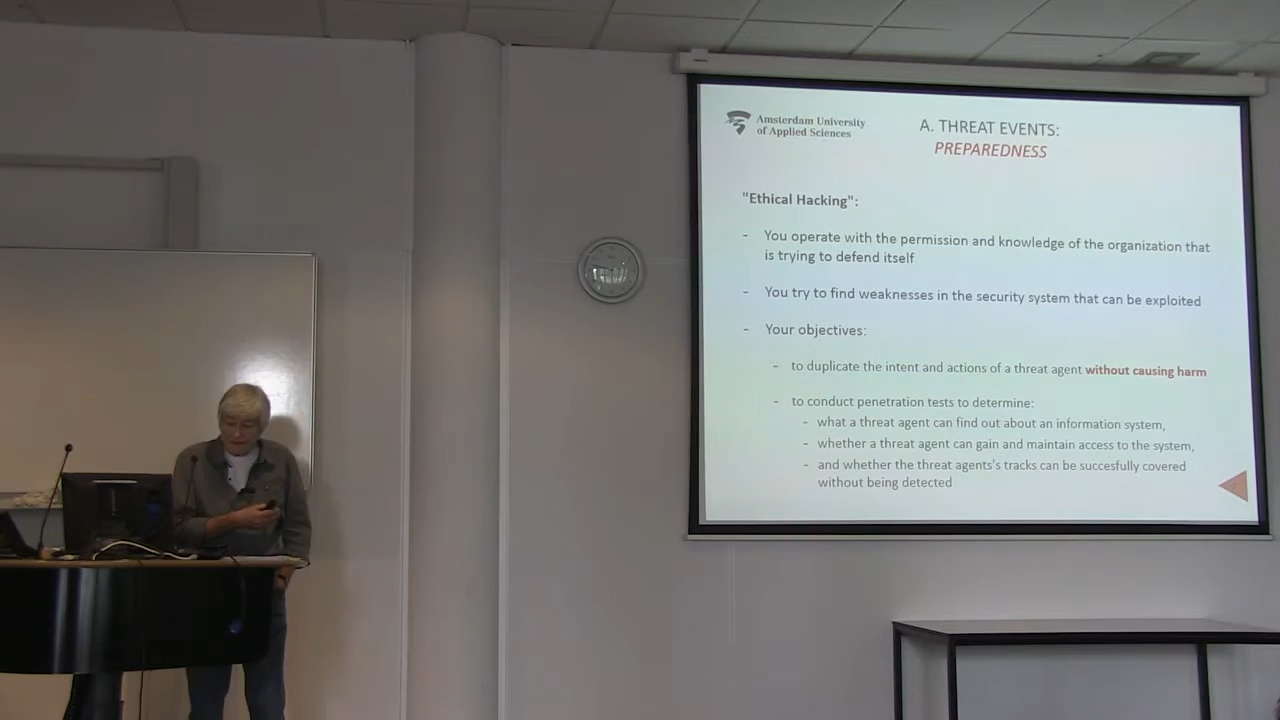 Amsterdam University
of Applied Sciences
A. THREAT EVENTS:
PREPAREDNESS
"Ethical Hacking":
- You operate with the permission and knowledge of the organization that
is trying to defend itself
- You try to find weaknesses in the security system that can be exploited
- Your objectives:
- to duplicate the intent and actions of a threat agent without causing harm
- to conduct penetration tests to determine:
- what a threat agent can find out about an information system,
- whether a threat agent can gain and maintain access to the system,
- and whether the threat agents's tracks can be succesfully covered
without being detected